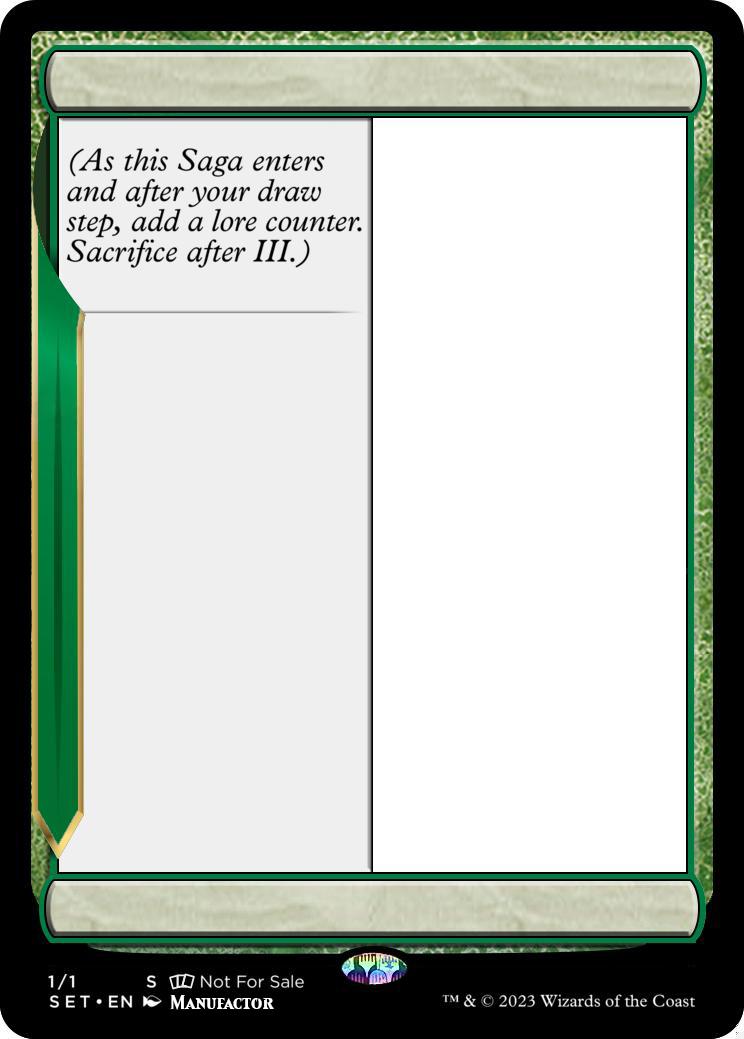 (As this Saga enters
and after your draw
step, add a lore counter.
Sacrifice after III.)
1/1 S Not For Sale
SET • EN MANUFACTOR
™ & © 2023 Wizards of the Coast